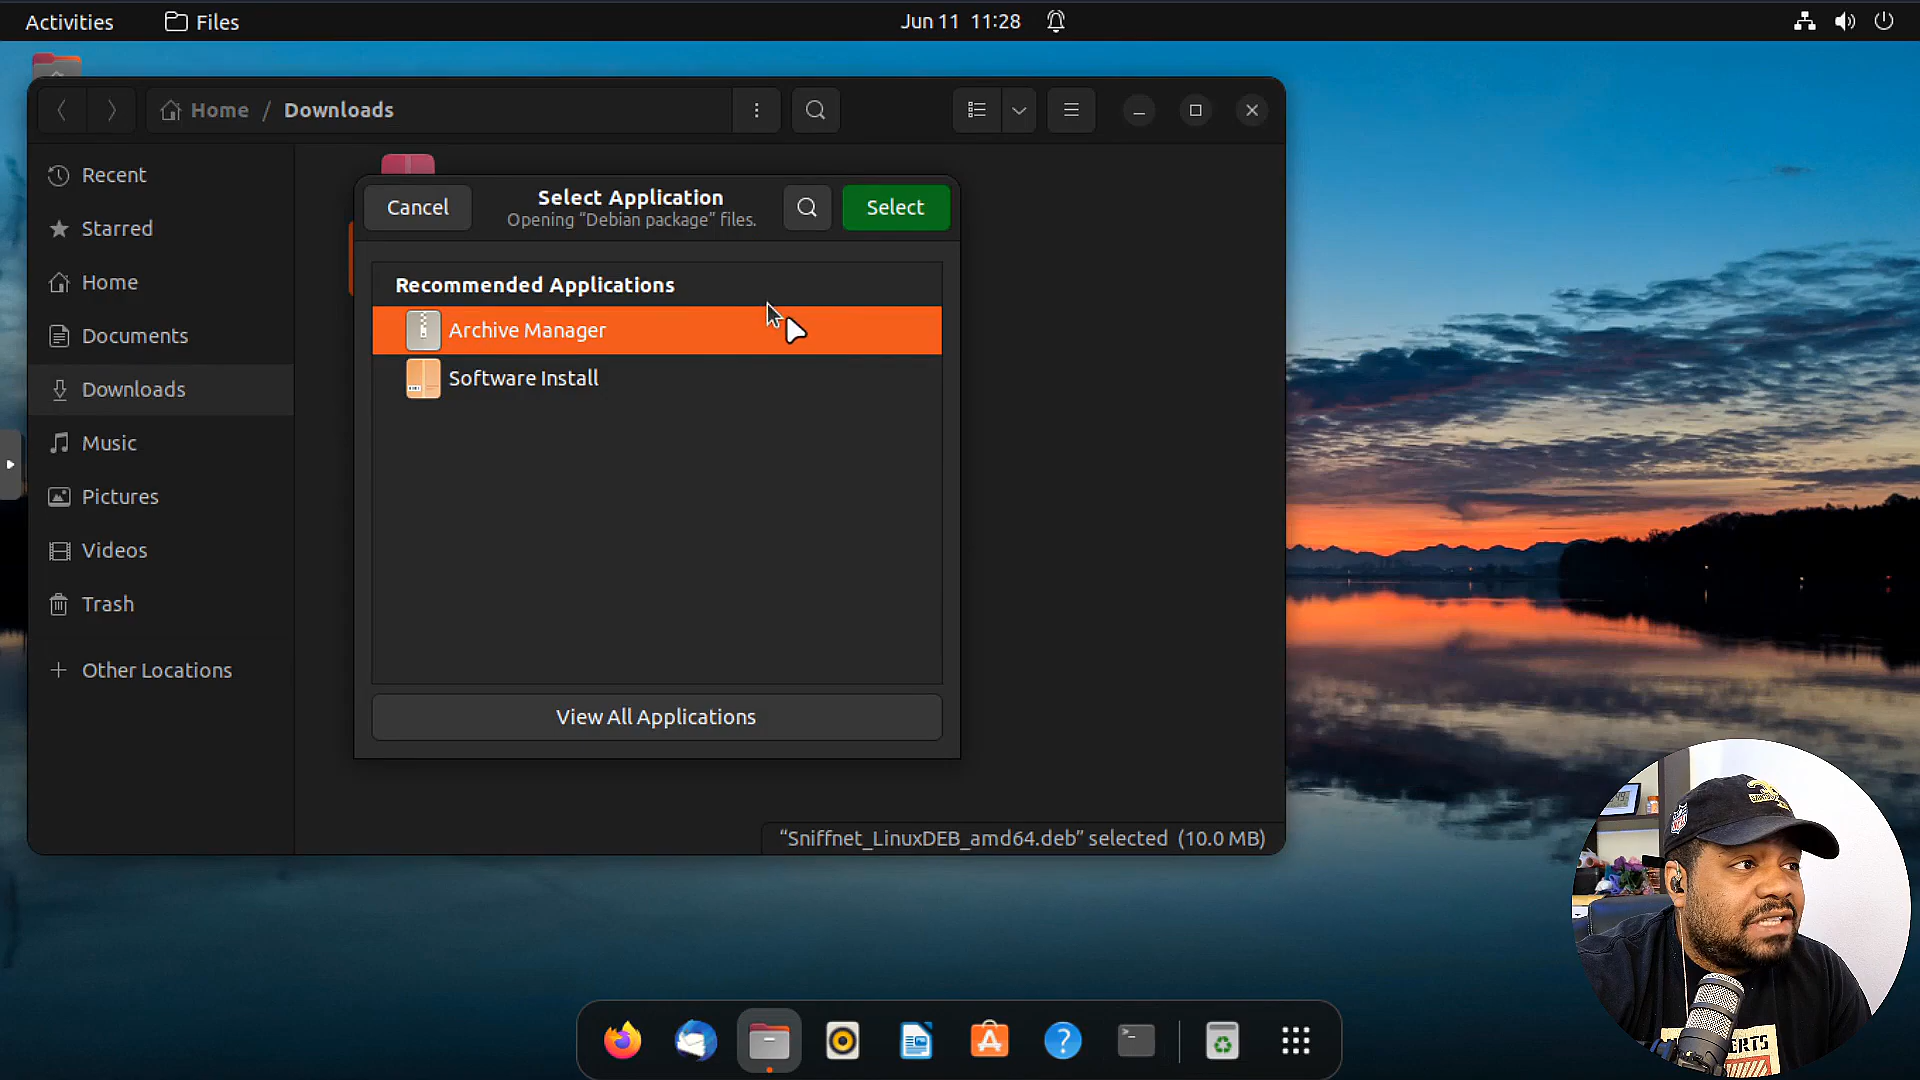 Activities
Files
Jun 11 11:28
Home / Downloads
Recent
Starred
Home
Documents
Downloads
Music
Pictures
Videos
Trash
+ Other Locations
Cancel
Select Application
Opening “Debian package” files.
Select
Recommended Applications
Archive Manager
Software Install
View All Applications
“Sniffnet_LinuxDEB_amd64.deb” selected (10.0 MB)